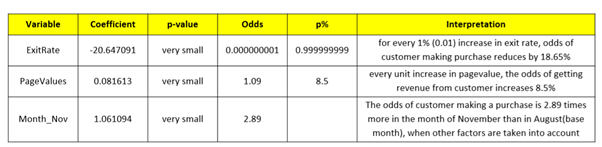 Variable Coefficient p-value Odds p% Interpretation
ExitRate -20.647091 very small 0.000000001 0.999999999 for every 1% (0.01) increase in exit rate, odds of
customer making purchase reduces by 18.65%
PageValues 0.081613 very small 1.09 8.5 every unit increase in pagevalue, the odds of getting
revenue from customer increases 8.5%
Month_Nov 1.061094 very small 2.89 The odds of customer making a purchase is 2.89 times
more in the month of November than in August(base
month), when other factors are taken into account